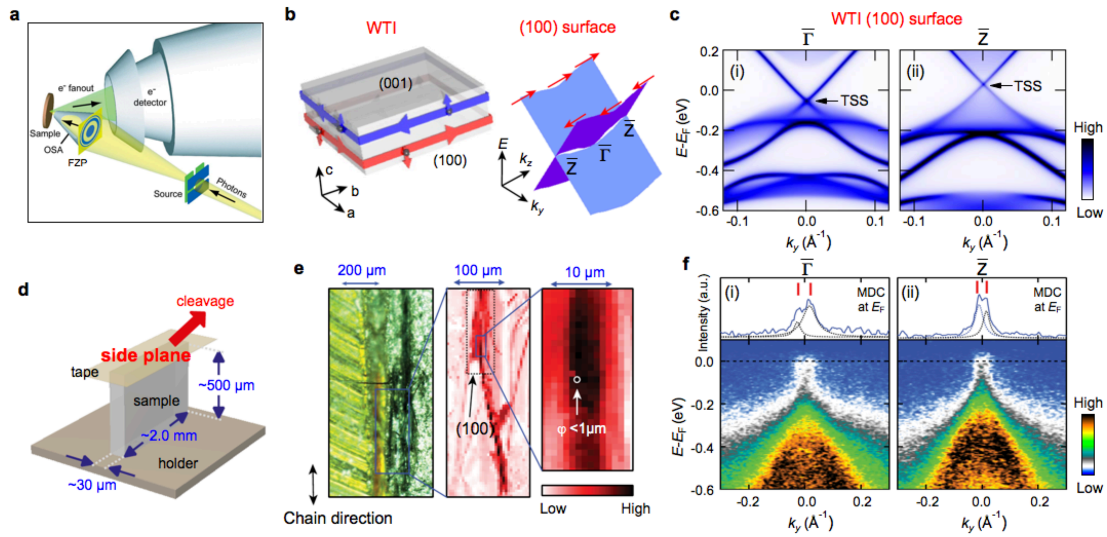 a
e⁻ fanout
e⁻
detector
Sample
OSA
FZP
Source
Photons
b
WTI
(100) surface
(001)
(100)
c
b
a
E
k_z
k_y
Z̅
Γ̅
Z̅
c
WTI (100) surface
Γ̅
Z̅
(i)
(ii)
TSS
TSS
E-E_F (eV)
0.2
0.0
-0.2
-0.4
-0.6
-0.1
0.0
0.1
-0.1
0.0
0.1
k_y (Å⁻¹)
k_y (Å⁻¹)
High
Low
d
cleavage
side plane
tape
~500 μm
sample
~2.0 mm
holder
~30 μm
e
200 μm
100 μm
10 μm
(100)
φ <1μm
Low
High
Chain direction
f
Γ̅
Z̅
Intensity (a.u.)
(i)
MDC
at E_F
(ii)
MDC
at E_F
E-E_F (eV)
0.0
-0.2
-0.4
-0.6
-0.2
0.0
0.2
-0.2
0.0
0.2
k_y (Å⁻¹)
k_y (Å⁻¹)
High
Low